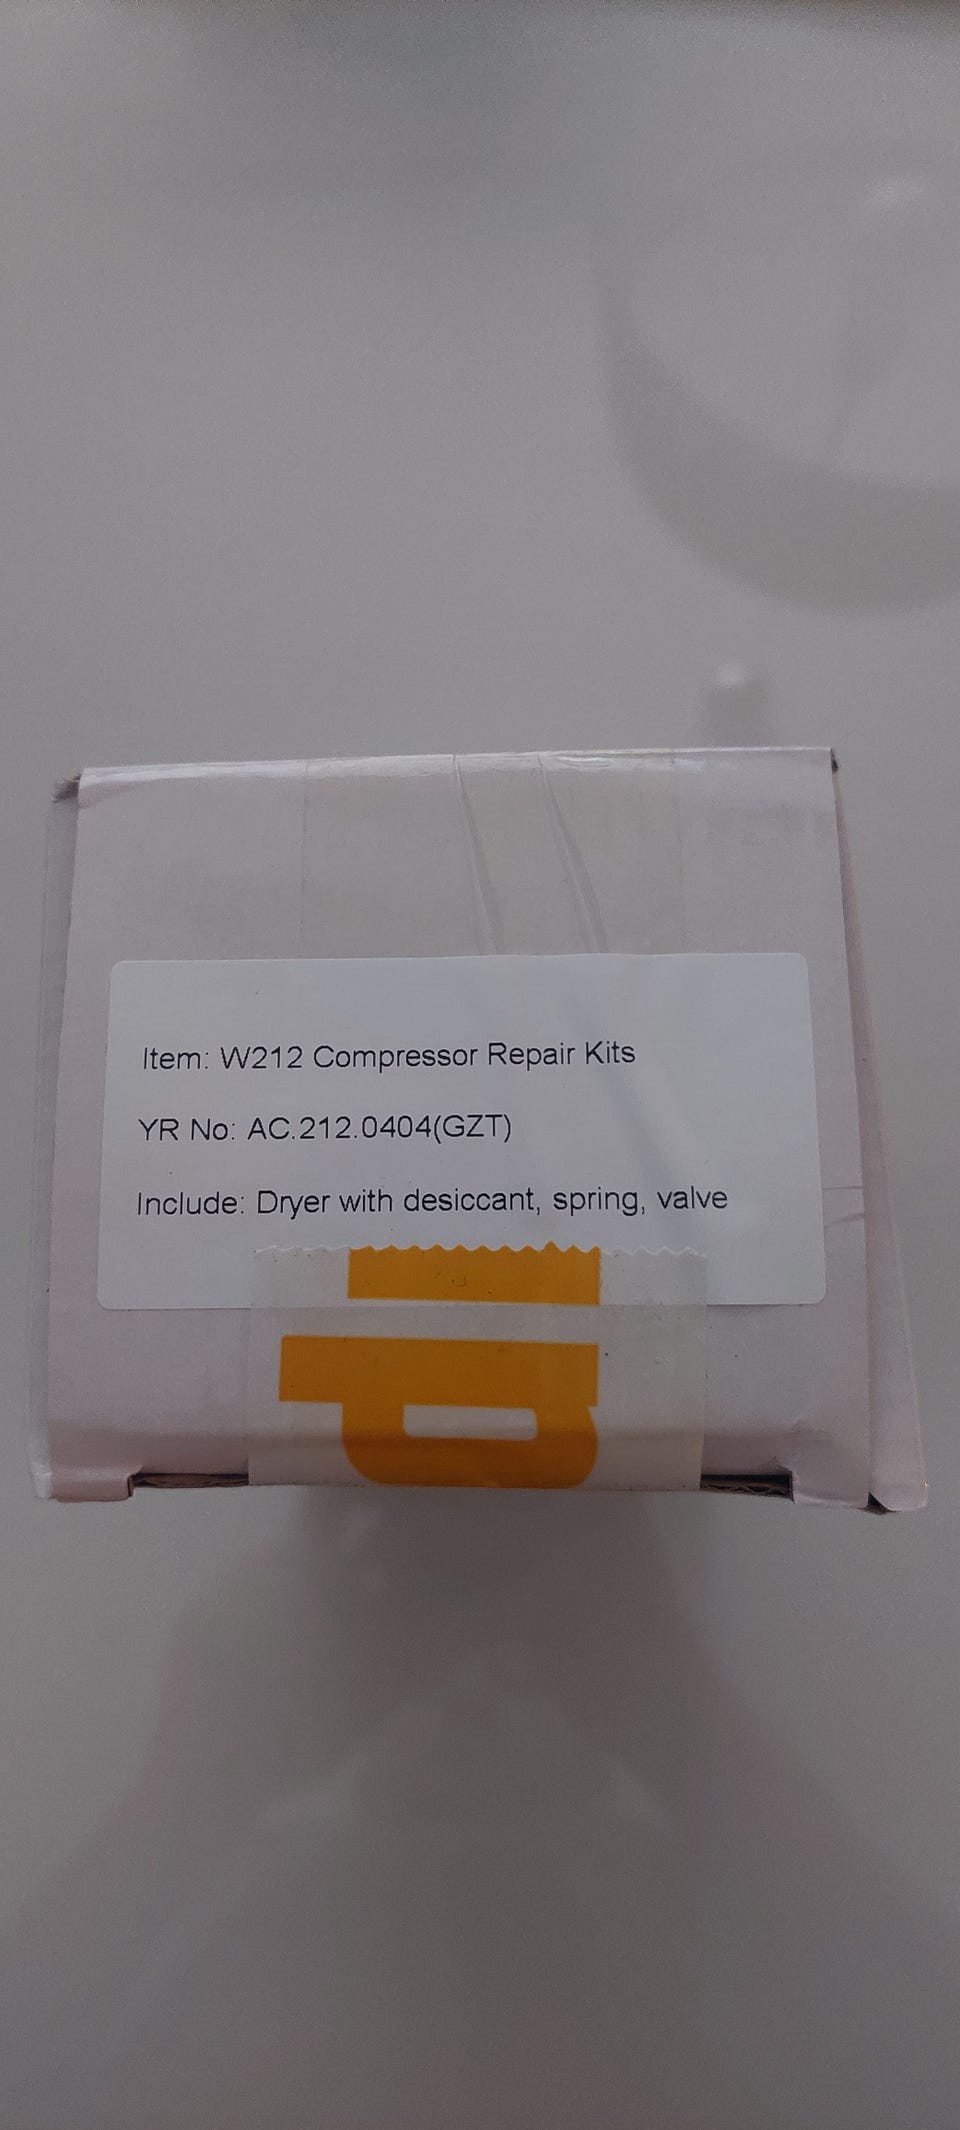 Item: W212 Compressor Repair Kits
YR No: AC.212.0404(GZT)
Include: Dryer with desiccant, spring, valve